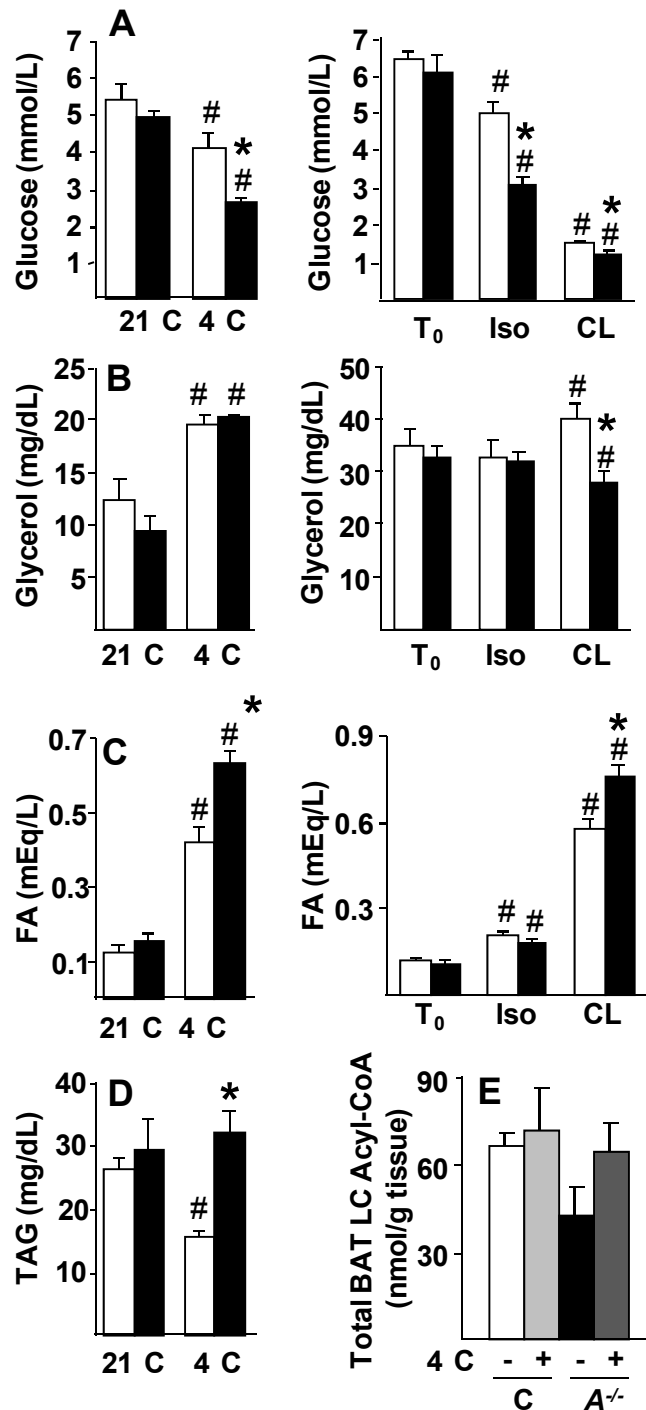 A
Glucose (mmol/L)
7
6
5
4
3
2
1
# * #
21 C 4 C
Glucose (mmol/L)
7
6
5
4
3
2
1
# * # # * #
T0 Iso CL
B
Glycerol (mg/dL)
25
20
15
10
5
# #
21 C 4 C
Glycerol (mg/dL)
50
40
30
20
10
# * #
T0 Iso CL
C
FA (mEq/L)
0.7
0.5
0.3
0.1
# # *
21 C 4 C
FA (mEq/L)
0.9
0.6
0.3
# # # * #
T0 Iso CL
D
TAG (mg/dL)
40
30
20
10
# *
21 C 4 C
E
Total BAT LC Acyl-CoA
(nmol/g tissue)
90
60
30
4 C - + - +
C A-/-